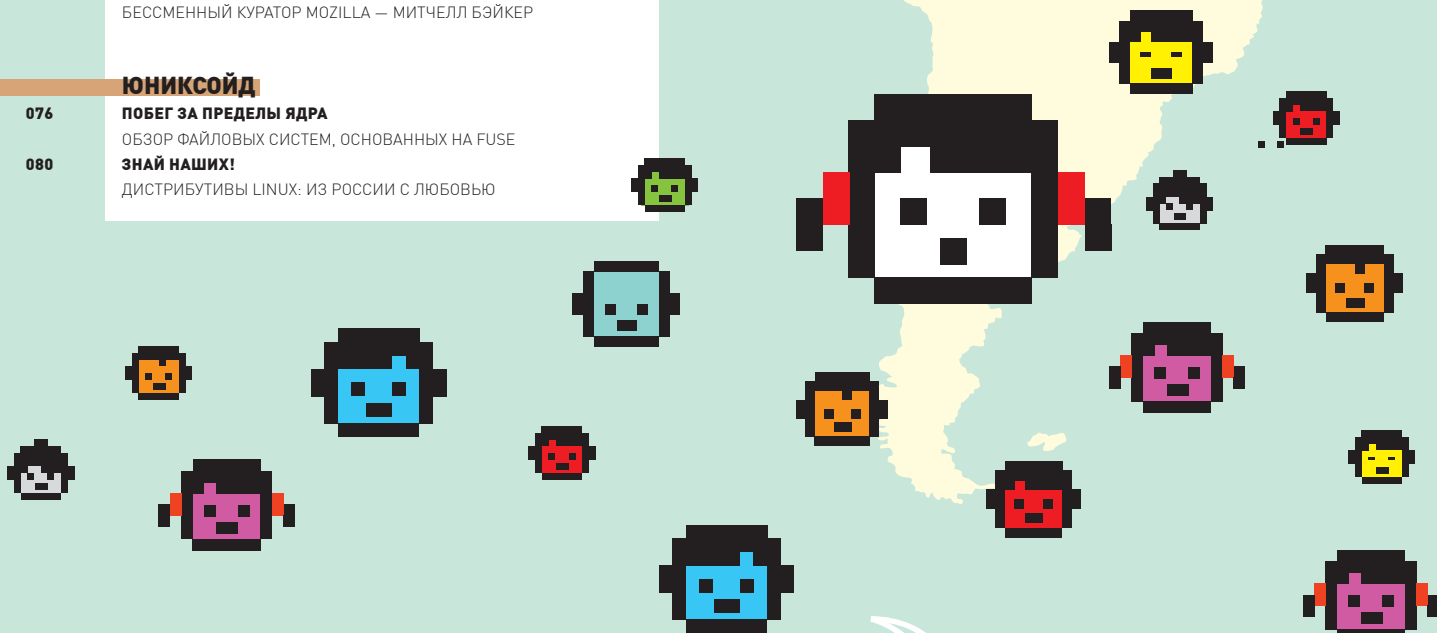 БЕССМЕННЫЙ КУРАТОР MOZILLA — МИТЧЕЛЛ БЭЙКЕР
ЮНИКСОЙД
076 ПОБЕГ ЗА ПРЕДЕЛЫ ЯДРА
ОБЗОР ФАЙЛОВЫХ СИСТЕМ, ОСНОВАННЫХ НА FUSE
080 ЗНАЙ НАШИХ!
ДИСТРИБУТИВЫ LINUX: ИЗ РОССИИ С ЛЮБОВЬЮ